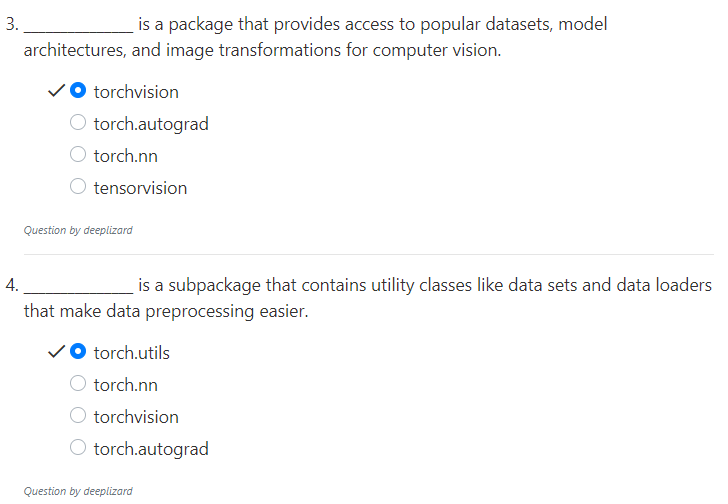 3. _____________ is a package that provides access to popular datasets, model
architectures, and image transformations for computer vision.
torchvision
torch.autograd
torch.nn
tensorvision
Question by deeplizard
4. _____________ is a subpackage that contains utility classes like data sets and data loaders
that make data preprocessing easier.
torch.utils
torch.nn
torchvision
torch.autograd
Question by deeplizard